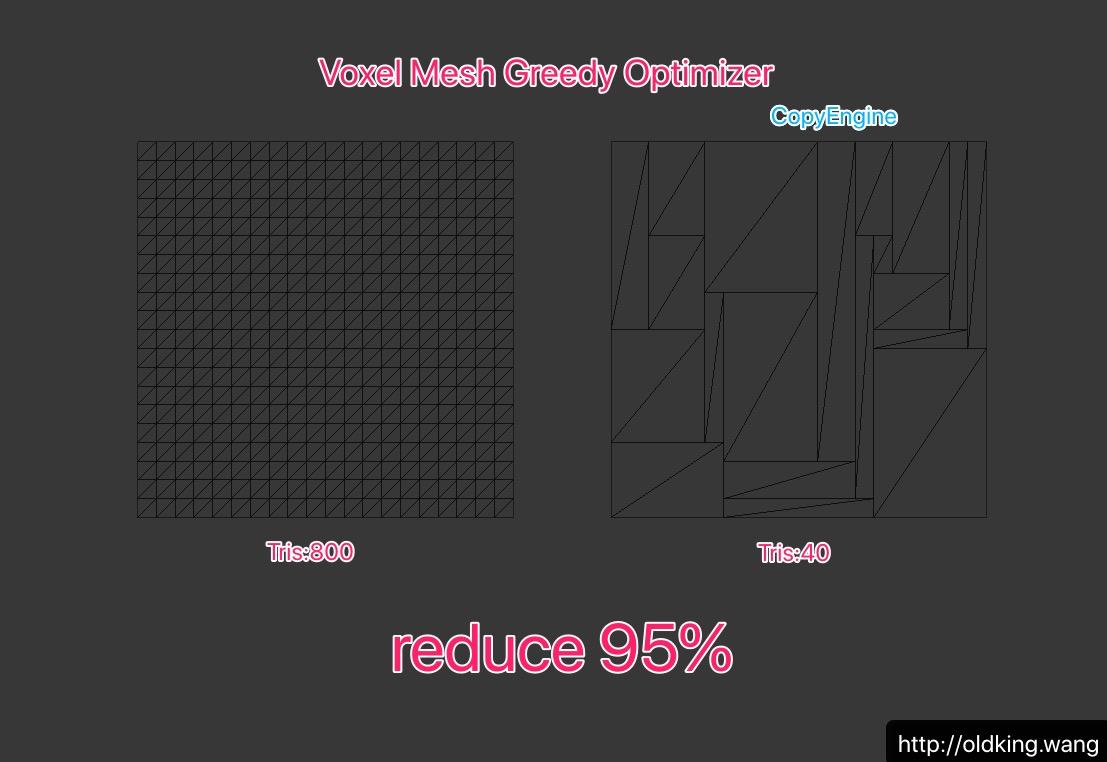 Voxel Mesh Greedy Optimizer
CopyEngine
Tris:800
Tris:40
reduce 95%
http://oldking.wang